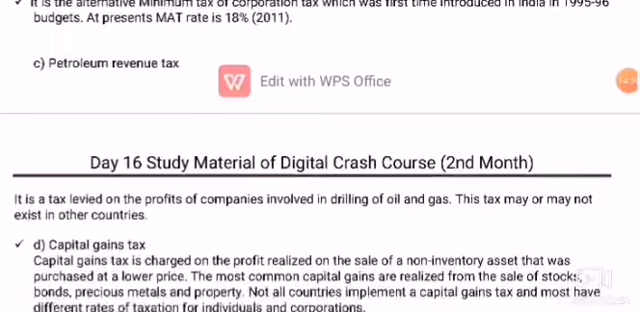 ✓ It is the alternative Minimum tax of corporation tax which was first time introduced in India in 1995-96
budgets. At presents MAT rate is 18% (2011).
c) Petroleum revenue tax
Edit with WPS Office
Day 16 Study Material of Digital Crash Course (2nd Month)
It is a tax levied on the profits of companies involved in drilling of oil and gas. This tax may or may not
exist in other countries.
✓ d) Capital gains tax
Capital gains tax is charged on the profit realized on the sale of a non-inventory asset that was
purchased at a lower price. The most common capital gains are realized from the sale of stocks,
bonds, precious metals and property. Not all countries implement a capital gains tax and most have
different rates of taxation for individuals and corporations.